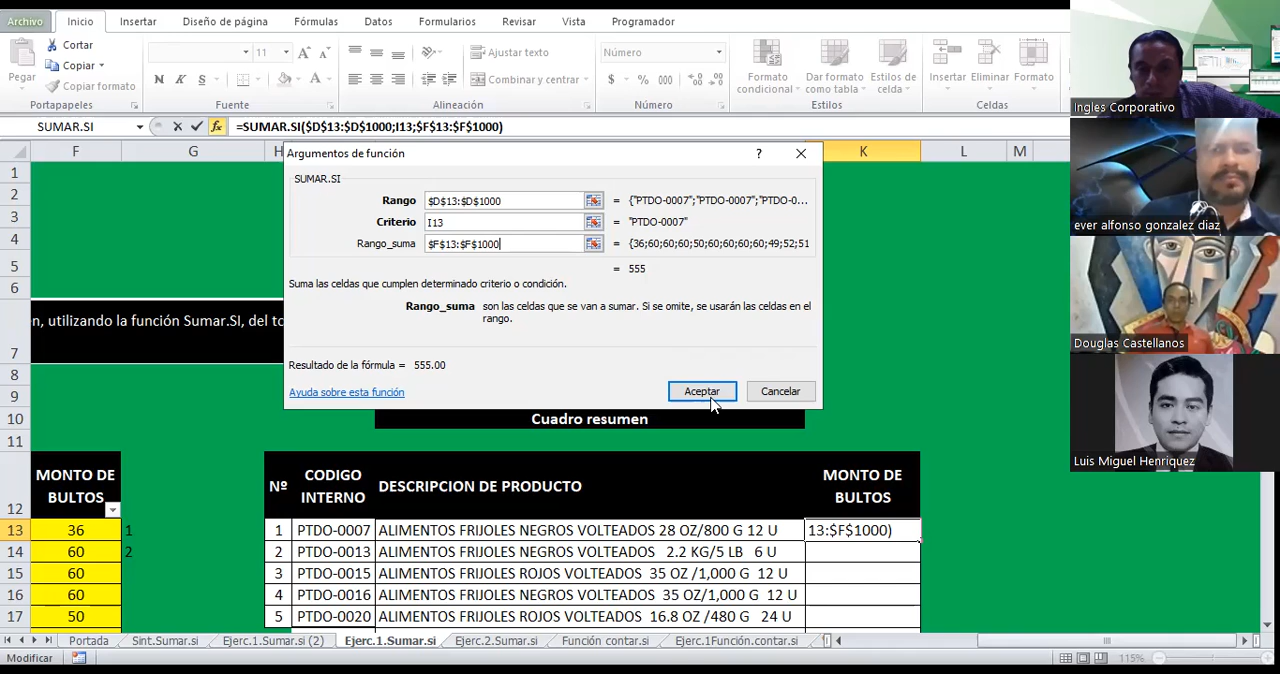 Archivo Inicio Insertar Diseño de página Fórmulas Datos Formularios Revisar Vista Programador
Pegar
Cortar
Copiar
Copiar formato
Portapapeles
11
N K S
Fuente
Ajustar texto
Combinar y centrar
Alineación
Número
$ % 000
Número
Formato condicional
Dar formato como tabla
Estilos de celda
Estilos
Insertar Eliminar Formato
Celdas
SUMAR.SI
=SUMAR.SI($D$13:$D$1000;I13;$F$13:$F$1000)
F G H K L M
Argumentos de función
SUMAR.SI
Rango $D$13:$D$1000 = {"PTDO-0007";"PTDO-0007";"PTDO-0...
Criterio I13 = "PTDO-0007"
Rango_suma $F$13:$F$1000 = {36;60;60;60;50;60;60;60;60;49;52;51
= 555
Suma las celdas que cumplen determinado criterio o condición.
Rango_suma son las celdas que se van a sumar. Si se omite, se usarán las celdas en el
rango.
Resultado de la fórmula = 555.00
Ayuda sobre esta función
Aceptar Cancelar
1
2
3
4
5
6
7
8
9
10
11
12
n, utilizando la función Sumar.SI, del to
Cuadro resumen
MONTO DE BULTOS
Nº CODIGO INTERNO DESCRIPCION DE PRODUCTO MONTO DE BULTOS
13 36 1 1 PTDO-0007 ALIMENTOS FRIJOLES NEGROS VOLTEADOS 28 OZ/800 G 12 U 13:$F$1000)
14 60 2 2 PTDO-0013 ALIMENTOS FRIJOLES NEGROS VOLTEADOS 2.2 KG/5 LB 6 U
15 60 3 PTDO-0015 ALIMENTOS FRIJOLES ROJOS VOLTEADOS 35 OZ /1,000 G 12 U
16 60 4 PTDO-0016 ALIMENTOS FRIJOLES NEGROS VOLTEADOS 35 OZ/1,000 G 12 U
17 50 5 PTDO-0020 ALIMENTOS FRIJOLES ROJOS VOLTEADOS 16.8 OZ /480 G 24 U
Portada Sint.Sumar.si Ejerc.1.Sumar.si (2) Ejerc.1.Sumar.si Ejerc.2.Sumar.si Función contar.si Ejerc.1Función.contar.si
Modificar
115%
Ingles Corporativo
ever alfonso gonzalez diaz
Douglas Castellanos
Luis Miguel Henríquez